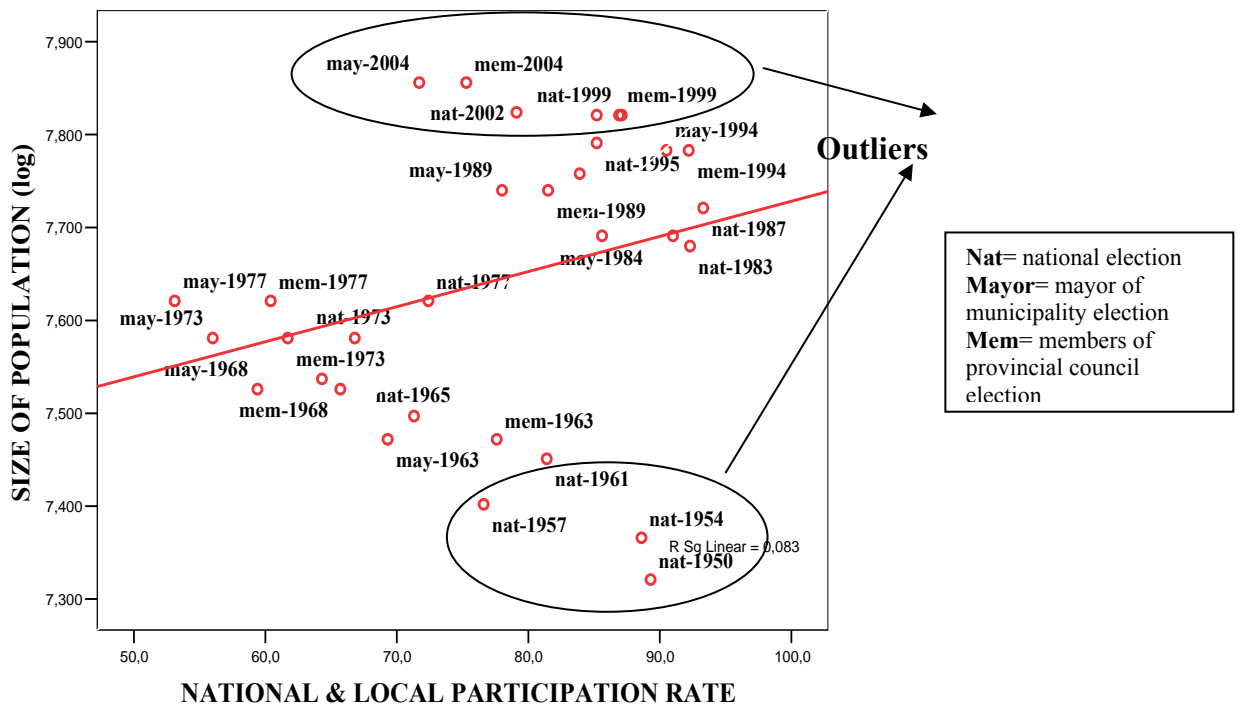 7,900
7,800
7,700
7,600
7,500
7,400
7,300
SIZE OF POPULATION (log)
may-2004
mem-2004
nat-2002
nat-1999
mem-1999
may-1994
nat-1995
mem-1994
may-1989
mem-1989
nat-1987
may-1984
nat-1983
may-1977
mem-1977
nat-1977
may-1973
nat-1973
may-1968
mem-1973
mem-1968
nat-1965
mem-1963
may-1963
nat-1961
nat-1957
nat-1954
R Sq Linear = 0,083
nat-1950
50,0 60,0 70,0 80,0 90,0 100,0
NATIONAL & LOCAL PARTICIPATION RATE
Outliers
Nat= national election
Mayor= mayor of
municipality election
Mem= members of
provincial council
election